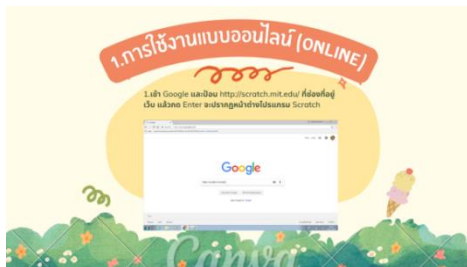 1.การใช้งานแบบออนไลน์ (ONLINE)
1.เข้า Google และป้อน http://scratch.mit.edu/ ที่ช่องที่อยู่
เว็บ แล้วกด Enter จะปรากฏหน้าต่างโปรแกรม Scratch
Google
Canva